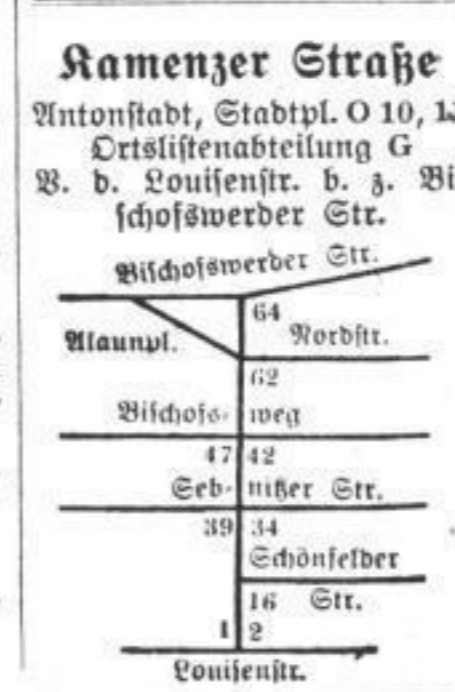 Kamenzer Straße
Antonstadt, Stadtpl. O 10,
Ortslistenabteilung G
V. d. Louisenstr. b. z. Bi
schofswerder Str.
Bischofswerder Str.
64
Alaunpl. Nordstr.
62
Bischofs- weg
47 42
Seb- nitzer Str.
39 34
Schönfelder
16 Str.
1 2
Louisenstr.